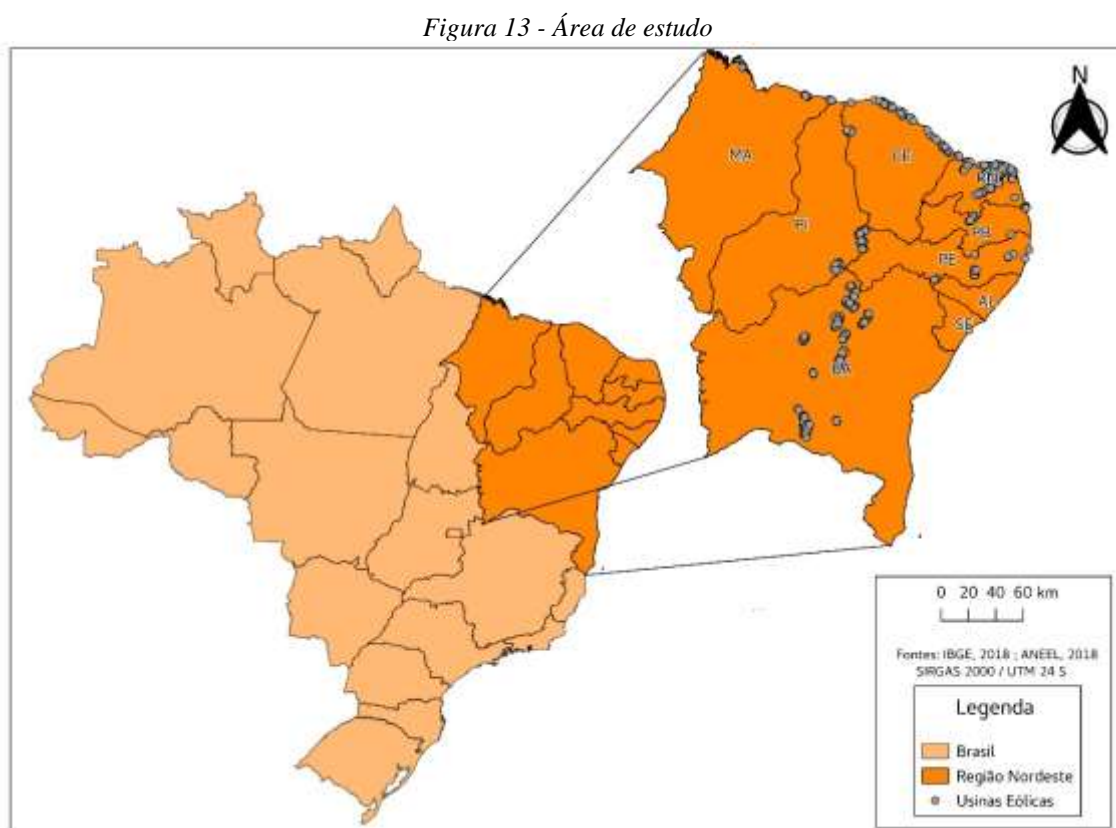 Figura 13 - Área de estudo
N
MA
CE
RN
PI
PB
PE
AL
SE
BA
0 20 40 60 km
Fontes: IBGE, 2018 ; ANEEL, 2018
SIRGAS 2000 / UTM 24 S
Legenda
Brasil
Região Nordeste
Usinas Eólicas